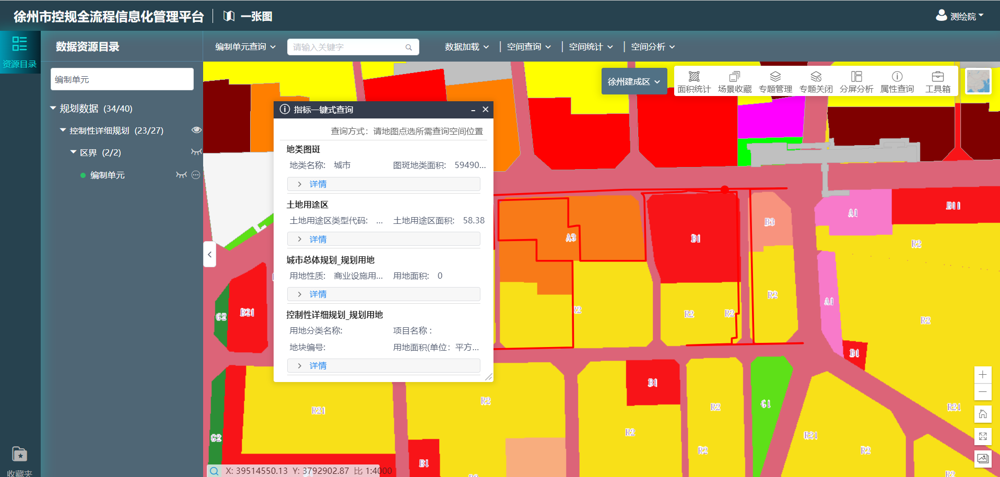 徐州市控规全流程信息化管理平台
一张图
测绘院
资源目录
数据资源目录
编制单元
规划数据 (34/40)
控制性详细规划 (23/27)
区界 (2/2)
编制单元
收藏夹
编制单元查询
请输入关键字
数据加载
空间查询
空间统计
空间分析
徐州建成区
面积统计
场景收藏
专题管理
专题关闭
分屏分析
属性查询
工具箱
指标一键式查询
查询方式：请地图点选所需查询空间位置
地类图斑
地类名称: 城市 图斑地类面积: 59490...
详情
土地用途区
土地用途区类型代码: ... 土地用途区面积: 58.38
详情
城市总体规划_规划用地
用地性质: 商业设施用... 用地面积: 0
详情
控制性详细规划_规划用地
用地分类名称: 项目名称：
地块编号: 用地面积(单位：平方...
详情
A1
B11
B3
A3
B1
R2
R2
A1
G2
B21
R2
R2
R2
B1
B1
R2
R21
R2
G1
R21
R2
R21
R2
R2
G2
B1
R2
X: 39514550.13 Y: 3792902.87 比 1:4000